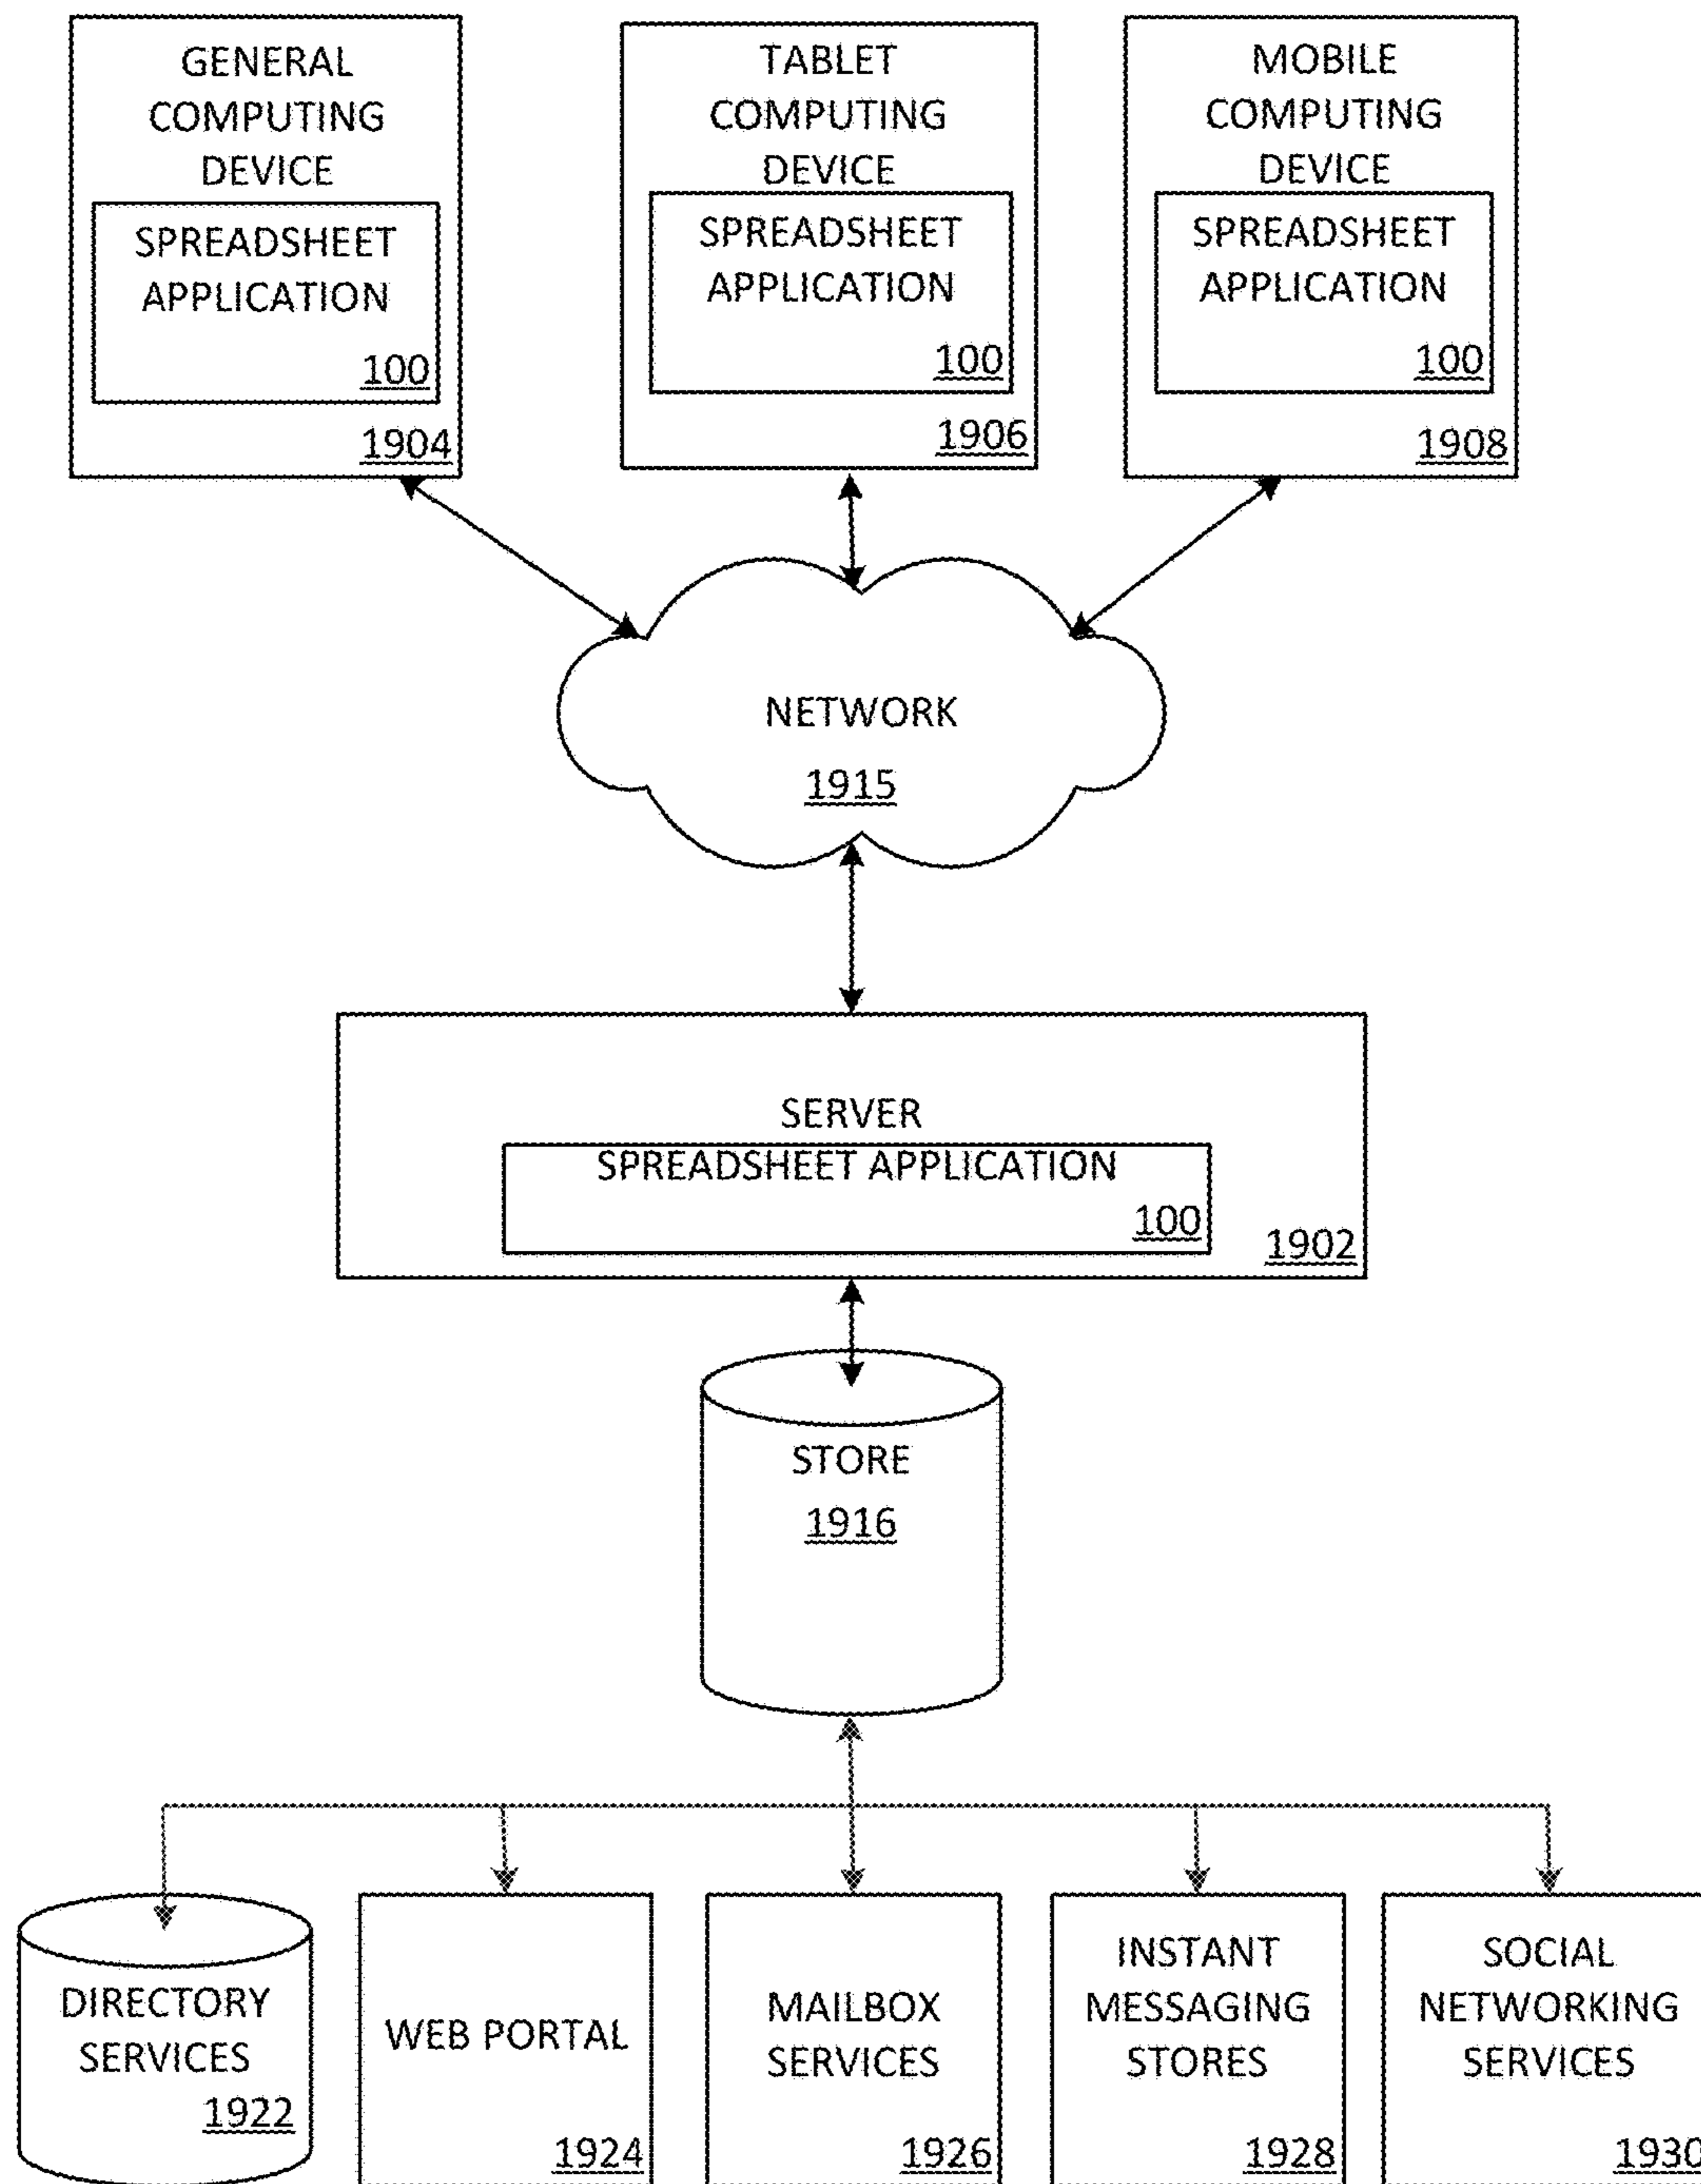 GENERAL
COMPUTING
DEVICE
SPREADSHEET
APPLICATION
100
1904
TABLET
COMPUTING
DEVICE
SPREADSHEET
APPLICATION
100
1906
MOBILE
COMPUTING
DEVICE
SPREADSHEET
APPLICATION
100
1908
NETWORK
1915
SERVER
SPREADSHEET APPLICATION
100
1902
STORE
1916
DIRECTORY
SERVICES
1922
WEB PORTAL
1924
MAILBOX
SERVICES
1926
INSTANT
MESSAGING
STORES
1928
SOCIAL
NETWORKING
SERVICES
1930